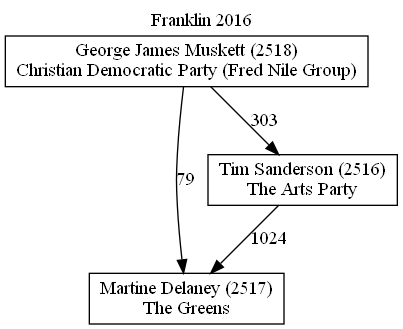 Franklin 2016
George James Muskett (2518)
Christian Democratic Party (Fred Nile Group)
303
Tim Sanderson (2516)
The Arts Party
79
1024
Martine Delaney (2517)
The Greens